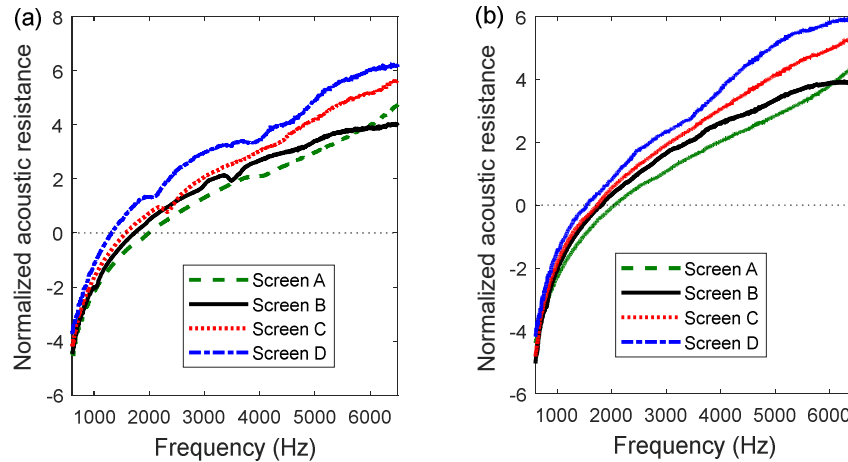 (a)
Normalized acoustic resistance
8
6
4
2
0
-2
-4
-6
Screen A
Screen B
Screen C
Screen D
1000 2000 3000 4000 5000 6000
Frequency (Hz)
(b)
Normalized acoustic resistance
6
4
2
0
-2
-4
-6
Screen A
Screen B
Screen C
Screen D
1000 2000 3000 4000 5000 6000
Frequency (Hz)